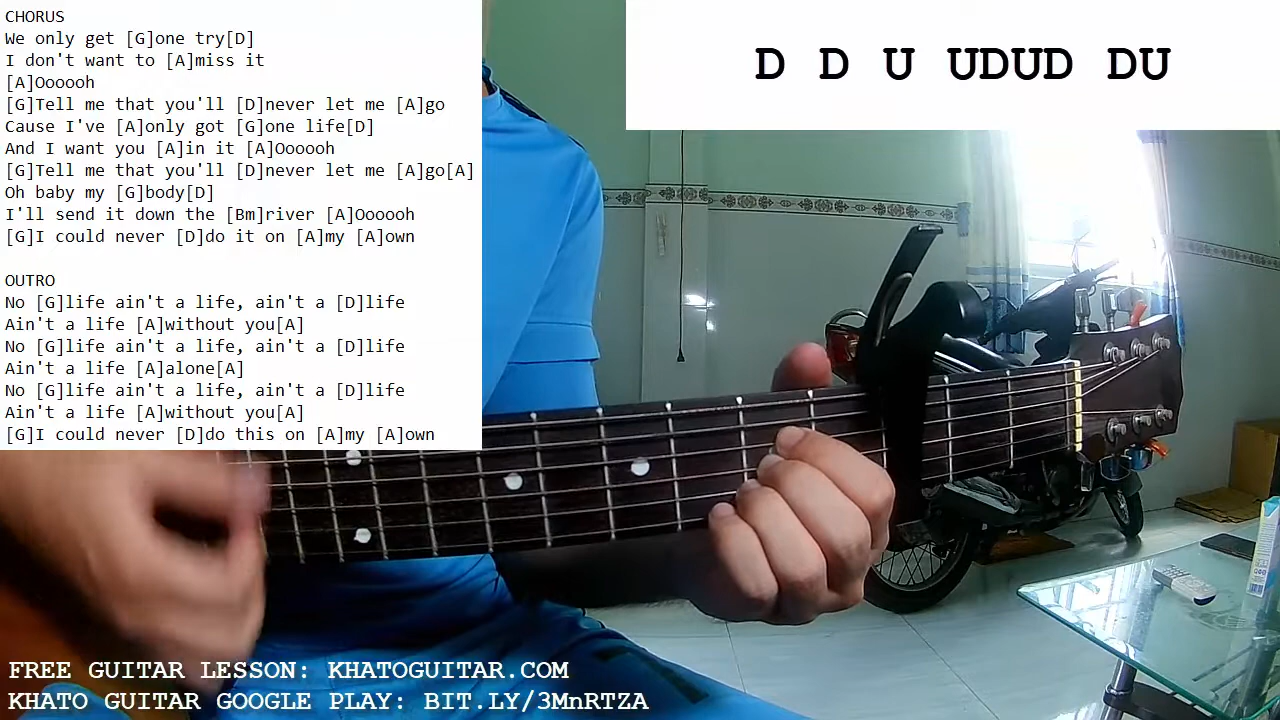 CHORUS
We only get [G]one try[D]
I don't want to [A]miss it
[A]Oooooh
[G]Tell me that you'll [D]never let me [A]go
Cause I've [A]only got [G]one life[D]
And I want you [A]in it [A]Oooooh
[G]Tell me that you'll [D]never let me [A]go[A]
Oh baby my [G]body[D]
I'll send it down the [Bm]river [A]Oooooh
[G]I could never [D]do it on [A]my [A]own
OUTRO
No [G]life ain't a life, ain't a [D]life
Ain't a life [A]without you[A]
No [G]life ain't a life, ain't a [D]life
Ain't a life [A]alone[A]
No [G]life ain't a life, ain't a [D]life
Ain't a life [A]without you[A]
[G]I could never [D]do this on [A]my [A]own
D D U UDUD DU
FREE GUITAR LESSON: KHATOGUITAR.COM
KHATO GUITAR GOOGLE PLAY: BIT.LY/3MnRTZA